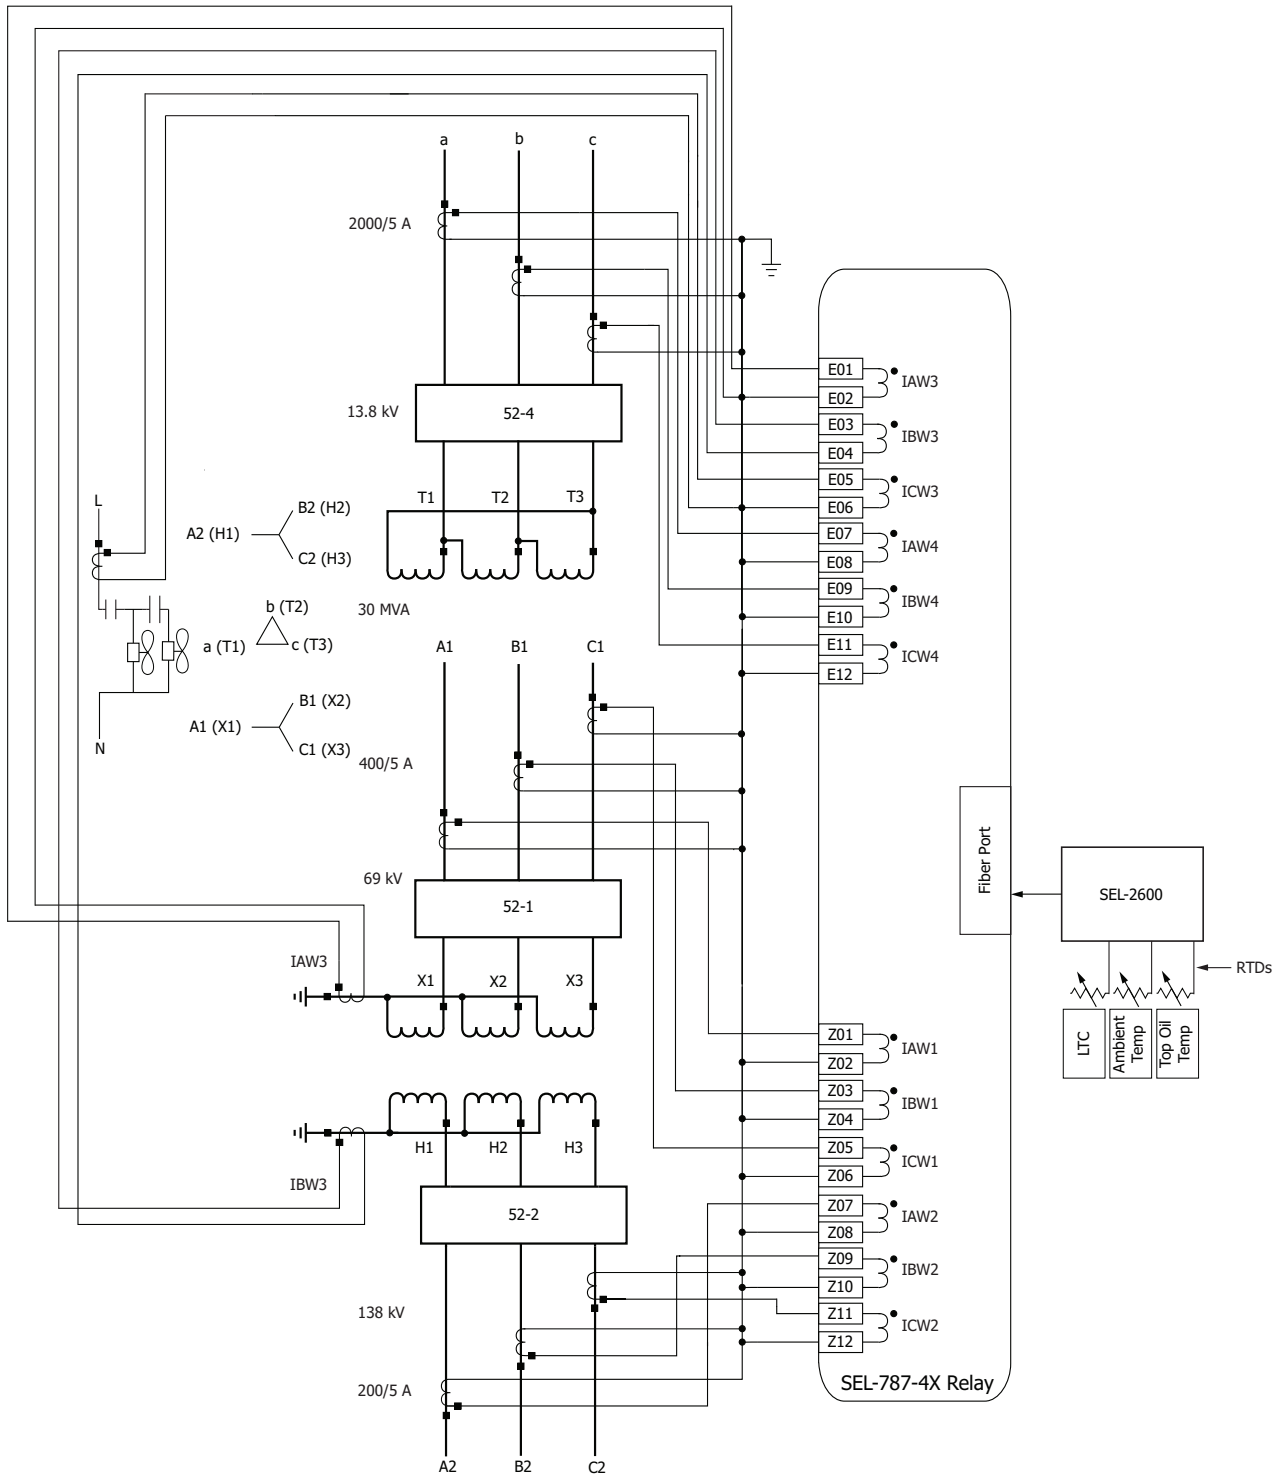 a
b
c
2000/5 A
13.8 kV
52-4
T1
T2
T3
L
B2 (H2)
A2 (H1)
C2 (H3)
30 MVA
b (T2)
a (T1)
c (T3)
N
B1 (X2)
A1 (X1)
C1 (X3)
A1
B1
C1
400/5 A
69 kV
52-1
IAW3
X1
X2
X3
H1
H2
H3
IBW3
52-2
138 kV
200/5 A
A2
B2
C2
E01
IAW3
E02
E03
IBW3
E04
E05
ICW3
E06
E07
IAW4
E08
E09
IBW4
E10
E11
ICW4
E12
Fiber Port
SEL-2600
RTDs
LTC
Ambient
Temp
Top Oil
Temp
Z01
IAW1
Z02
Z03
IBW1
Z04
Z05
ICW1
Z06
Z07
IAW2
Z08
Z09
IBW2
Z10
Z11
ICW2
Z12
SEL-787-4X Relay